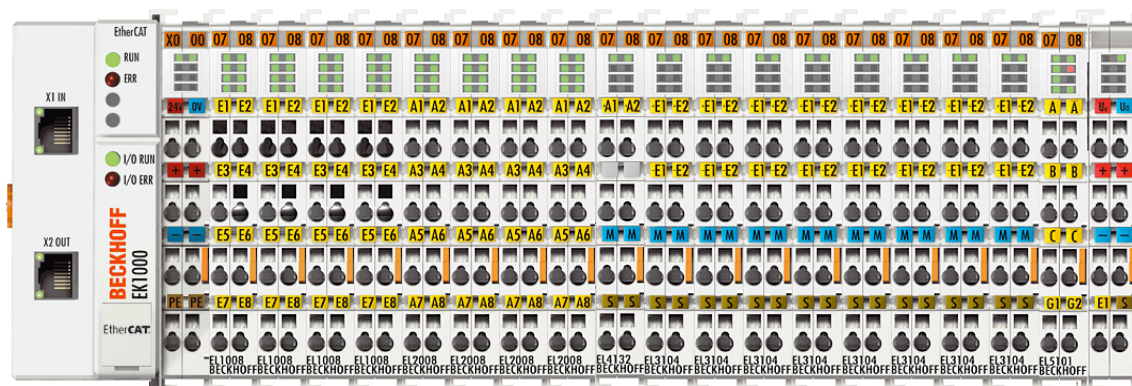 EtherCAT
RUN
ERR
X1 IN
I/O RUN
I/O ERR
X2 OUT
BECKHOFF
EK1000
EtherCAT
X0 00 07 08 07 08 07 08 07 08 07 08 07 08 07 08 07 08 07 08 07 08 07 08 07 08 07 08 07 08 07 08 07 08 07 08 07 08
24V 0V E1 E2 E1 E2 E1 E2 E1 E2 A1 A2 A1 A2 A1 A2 A1 A2 -A1 -A2 -E1 -E2 -E1 -E2 -E1 -E2 -E1 -E2 -E1 -E2 -E1 -E2 -E1 -E2 -E1 -E2 A A
+ + E3 E4 E3 E4 E3 E4 E3 E4 A3 A4 A3 A4 A3 A4 A3 A4 -E1 -E2 -E1 -E2 -E1 -E2 -E1 -E2 -E1 -E2 -E1 -E2 -E1 -E2 -E1 -E2 B B + +
− − E5 E6 E5 E6 E5 E6 E5 E6 A5 A6 A5 A6 A5 A6 A5 A6 M M M M M M M M M M M M M M M M M M C C − −
PE PE E7 E8 E7 E8 E7 E8 E7 E8 A7 A8 A7 A8 A7 A8 A7 A8 S S S S S S S S S S S S S S S S S S G1 G2 E1 S
EL1008 EL1008 EL1008 EL1008 EL2008 EL2008 EL2008 EL2008 EL4132 EL3104 EL3104 EL3104 EL3104 EL3104 EL3104 EL3104 EL3104 EL5101
BECKHOFF BECKHOFF BECKHOFF BECKHOFF BECKHOFF BECKHOFF BECKHOFF BECKHOFF BECKHOFF BECKHOFF BECKHOFF BECKHOFF BECKHOFF BECKHOFF BECKHOFF BECKHOFF BECKHOFF BECKHOFF